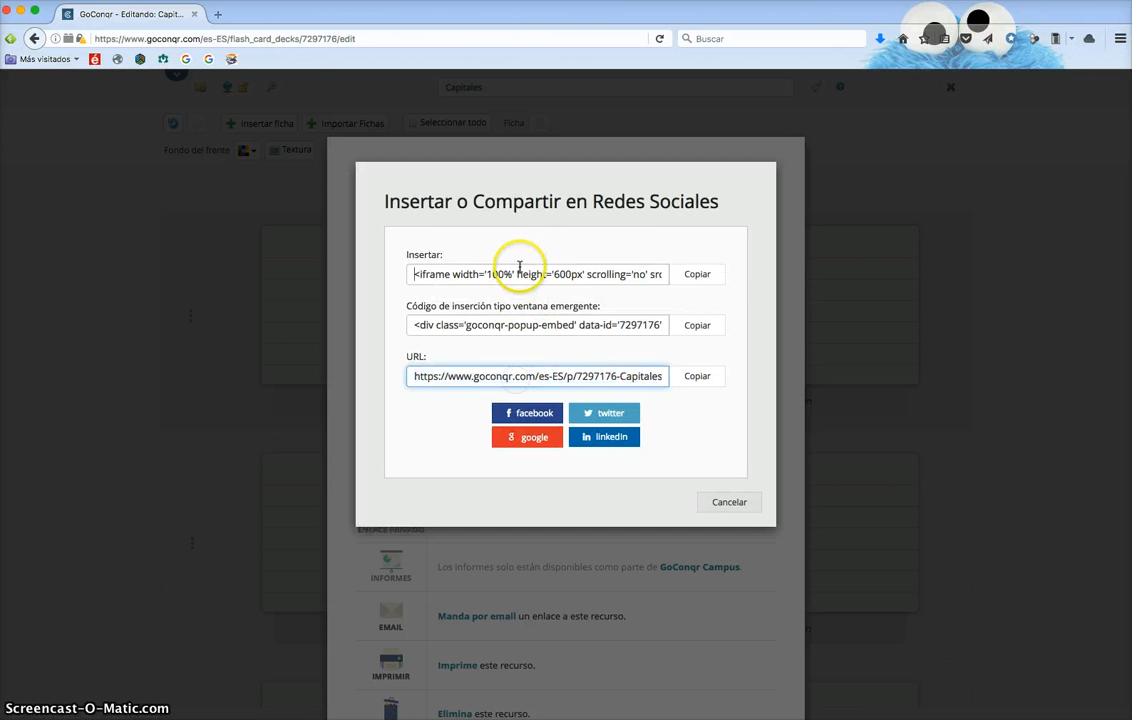 GoConqr - Editando: Capit...
https://www.goconqr.com/es-ES/flash_card_decks/7297176/edit
Buscar
Más visitados
Capitales
Insertar ficha
Importar Fichas
Seleccionar todo
Ficha
Fondo del frente
Textura
Insertar o Compartir en Redes Sociales
Insertar:
<iframe width='100%' height='600px' scrolling='no' src
Copiar
Código de inserción tipo ventana emergente:
<div class='goconqr-popup-embed' data-id='7297176'
Copiar
URL:
https://www.goconqr.com/es-ES/p/7297176-Capitales
Copiar
facebook
twitter
google
linkedin
Cancelar
ENLACE PRIVADO
Los informes solo están disponibles como parte de GoConqr Campus.
INFORMES
Manda por email un enlace a este recurso.
EMAIL
Imprime este recurso.
IMPRIMIR
Elimina este recurso.
Screencast-O-Matic.com